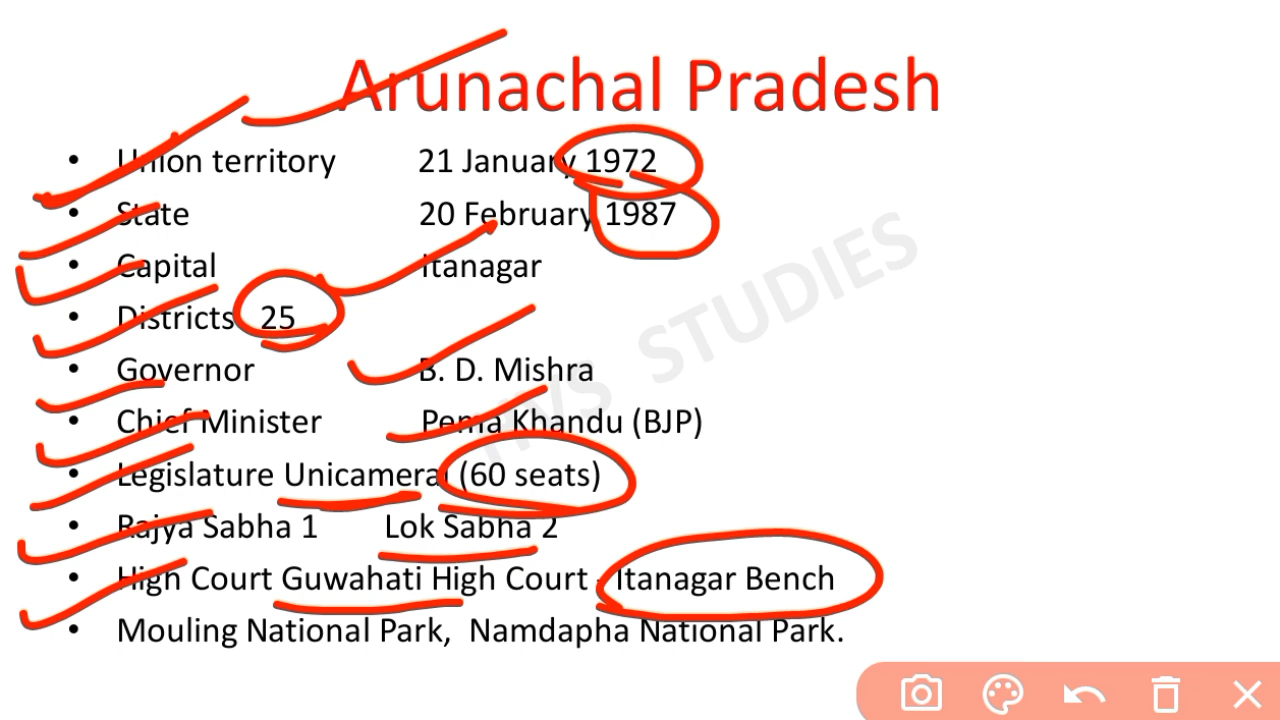 Arunachal Pradesh
• Union territory 21 January 1972
• State 20 February 1987
• Capital Itanagar
• Districts 25
• Governor B. D. Mishra
• Chief Minister Pema Khandu (BJP)
• Legislature Unicameral (60 seats)
• Rajya Sabha 1 Lok Sabha 2
• High Court Guwahati High Court - Itanagar Bench
• Mouling National Park, Namdapha National Park.
STUDIES